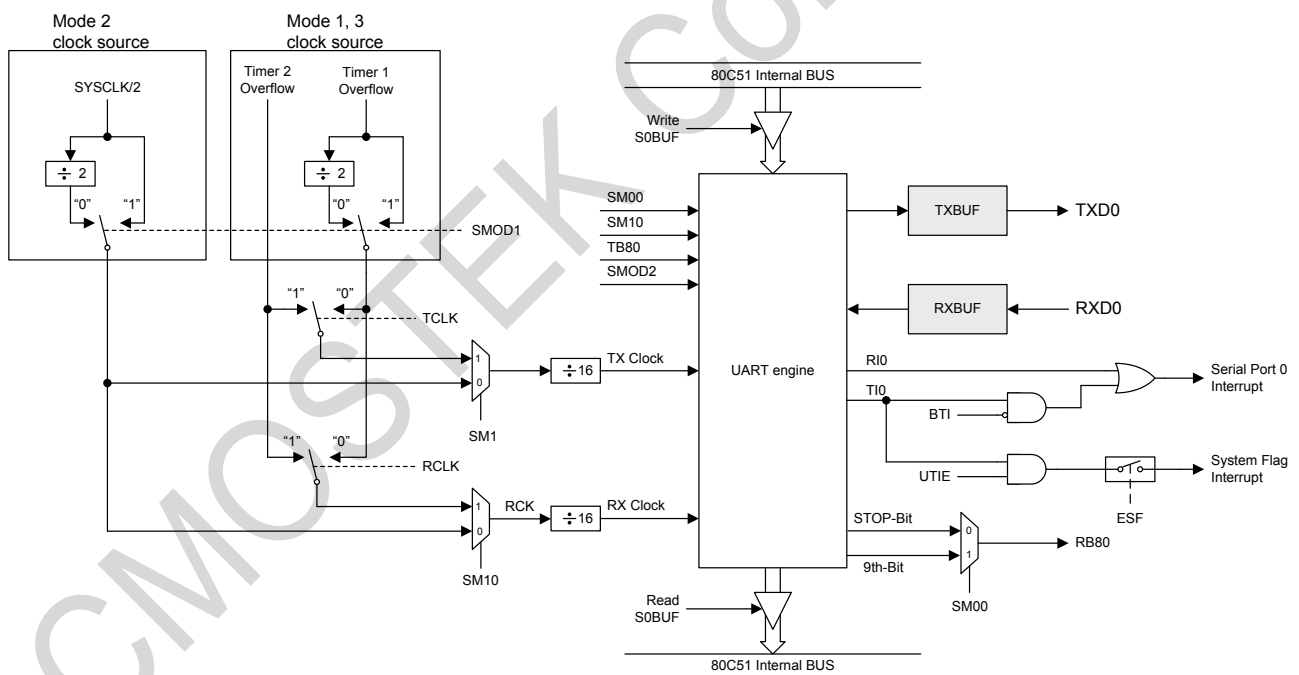 Mode 2
clock source
Mode 1, 3
clock source
SYSCLK/2
÷ 2
"0"
"1"
Timer 2
Overflow
Timer 1
Overflow
÷ 2
"0"
"1"
SMOD1
"1"
"0"
TCLK
1
0
SM1
÷16
TX Clock
"1"
"0"
RCLK
1
0
SM10
RCK
÷16
RX Clock
80C51 Internal BUS
Write
S0BUF
SM00
SM10
TB80
SMOD2
UART engine
TXBUF
TXD0
RXBUF
RXD0
RI0
TI0
BTI
Serial Port 0
Interrupt
UTIE
System Flag
Interrupt
ESF
STOP-Bit
9th-Bit
0
1
SM00
RB80
Read
S0BUF
80C51 Internal BUS
CMOSTEK Co